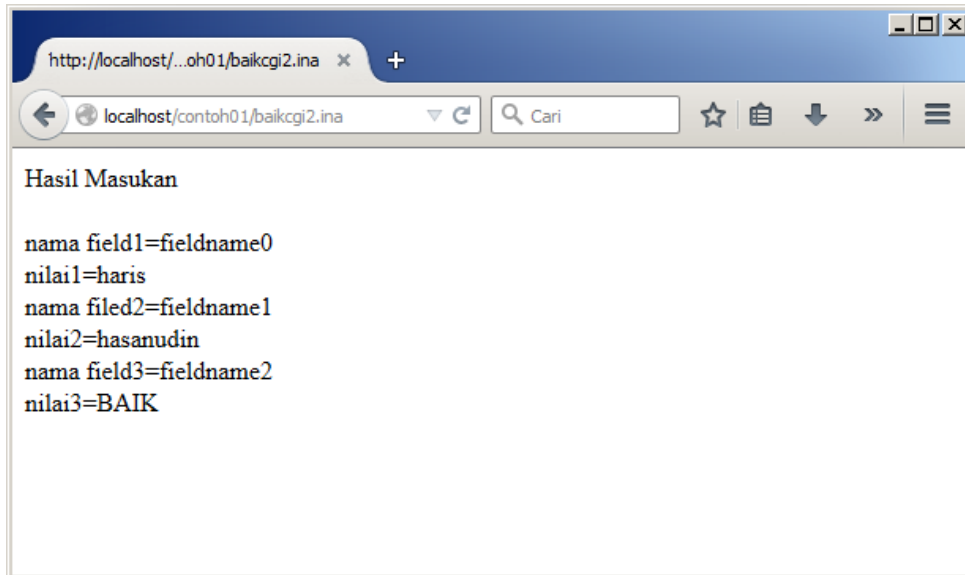 http://localhost/...oh01/baikcgi2.ina
localhost/contoh01/baikcgi2.ina
Cari
Hasil Masukan
nama field1=fieldname0
nilai1=haris
nama filed2=fieldname1
nilai2=hasanudin
nama field3=fieldname2
nilai3=BAIK